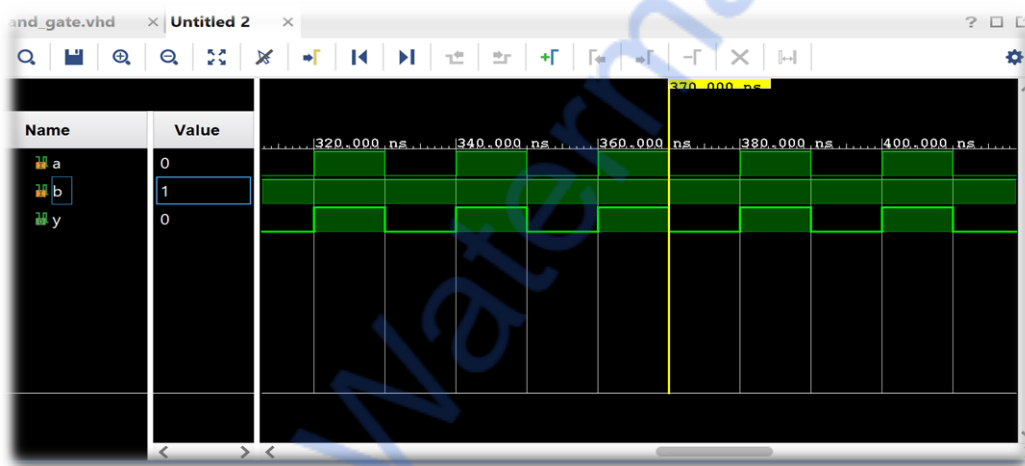 and_gate.vhd × Untitled 2 × ?
370.000 ns
Name Value
320.000 ns 340.000 ns 360.000 ns 380.000 ns 400.000 ns
a 0
b 1
y 0
Waterma